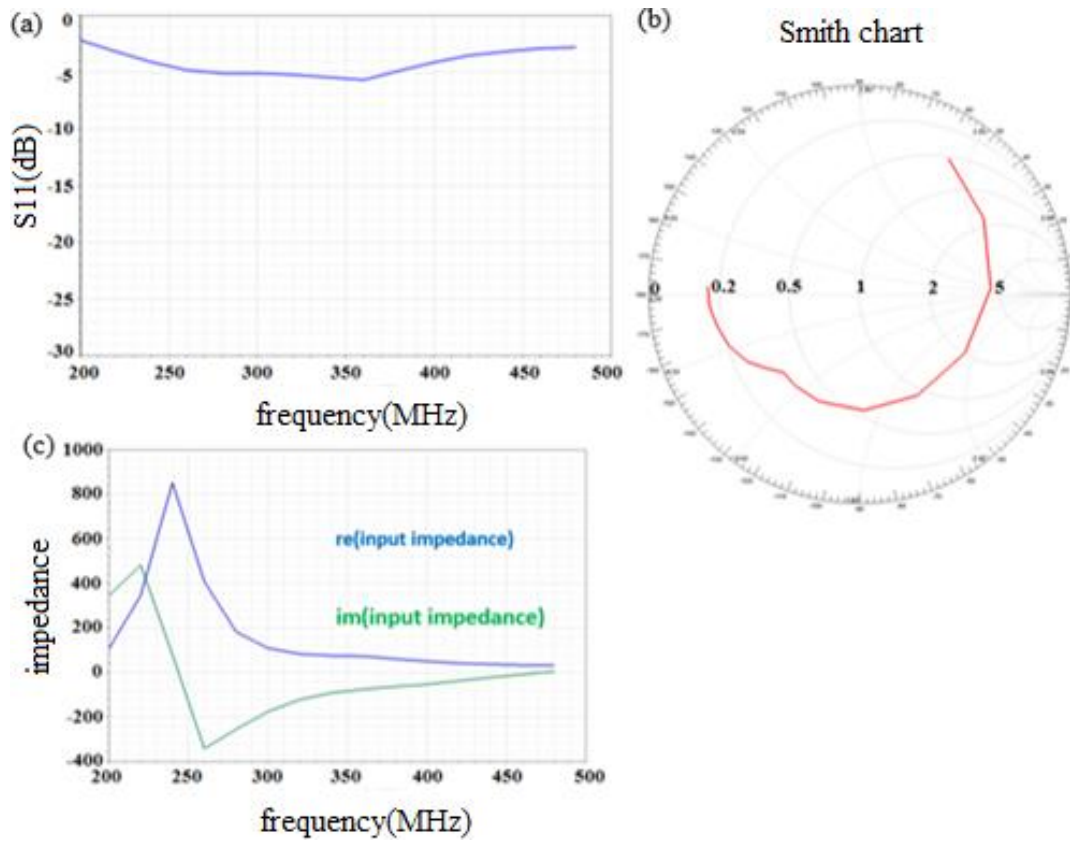 (a)
0
-5
-10
-15
-20
-25
-30
S11(dB)
200 250 300 350 400 450 500
frequency(MHz)
(b)
Smith chart
0 0.2 0.5 1 2 5
(c)
1000
800
600
400
200
0
-200
-400
impedance
re(input impedance)
im(input impedance)
200 250 300 350 400 450 500
frequency(MHz)